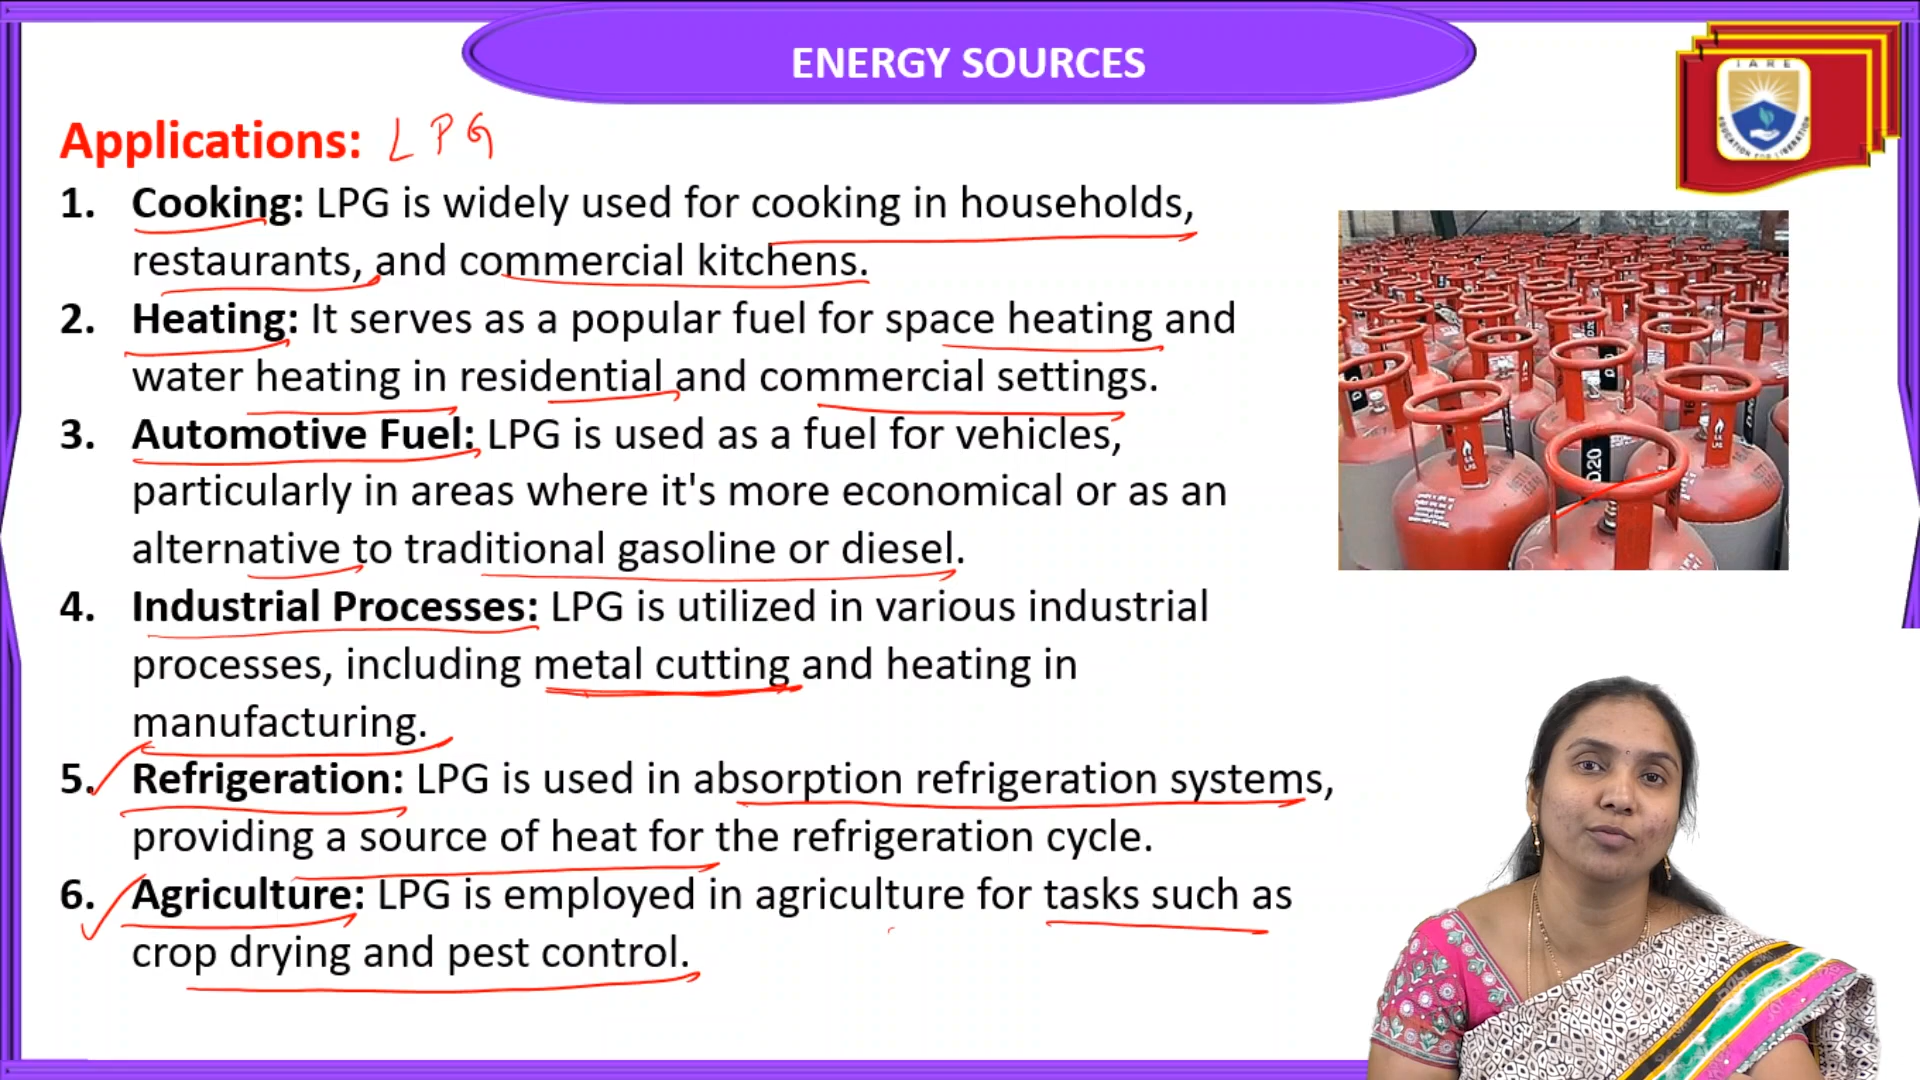 ENERGY SOURCES
IARE
EDUCATION FOR LIBERATION
Applications: LPG
1. Cooking: LPG is widely used for cooking in households,
restaurants, and commercial kitchens.
2. Heating: It serves as a popular fuel for space heating and
water heating in residential and commercial settings.
3. Automotive Fuel: LPG is used as a fuel for vehicles,
particularly in areas where it's more economical or as an
alternative to traditional gasoline or diesel.
4. Industrial Processes: LPG is utilized in various industrial
processes, including metal cutting and heating in
manufacturing.
5. Refrigeration: LPG is used in absorption refrigeration systems,
providing a source of heat for the refrigeration cycle.
6. Agriculture: LPG is employed in agriculture for tasks such as
crop drying and pest control.
D20